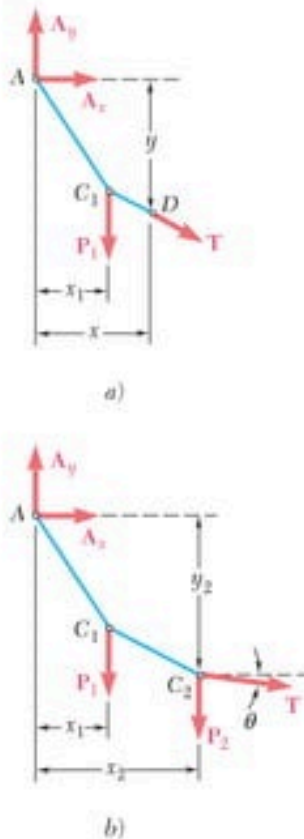 A_y
A
A_x
y
C_1
D
P_1
T
x_1
x
a)
A_y
A
A_x
y_2
C_1
P_1
C_2
T
x_1
P_2
θ
x_2
b)